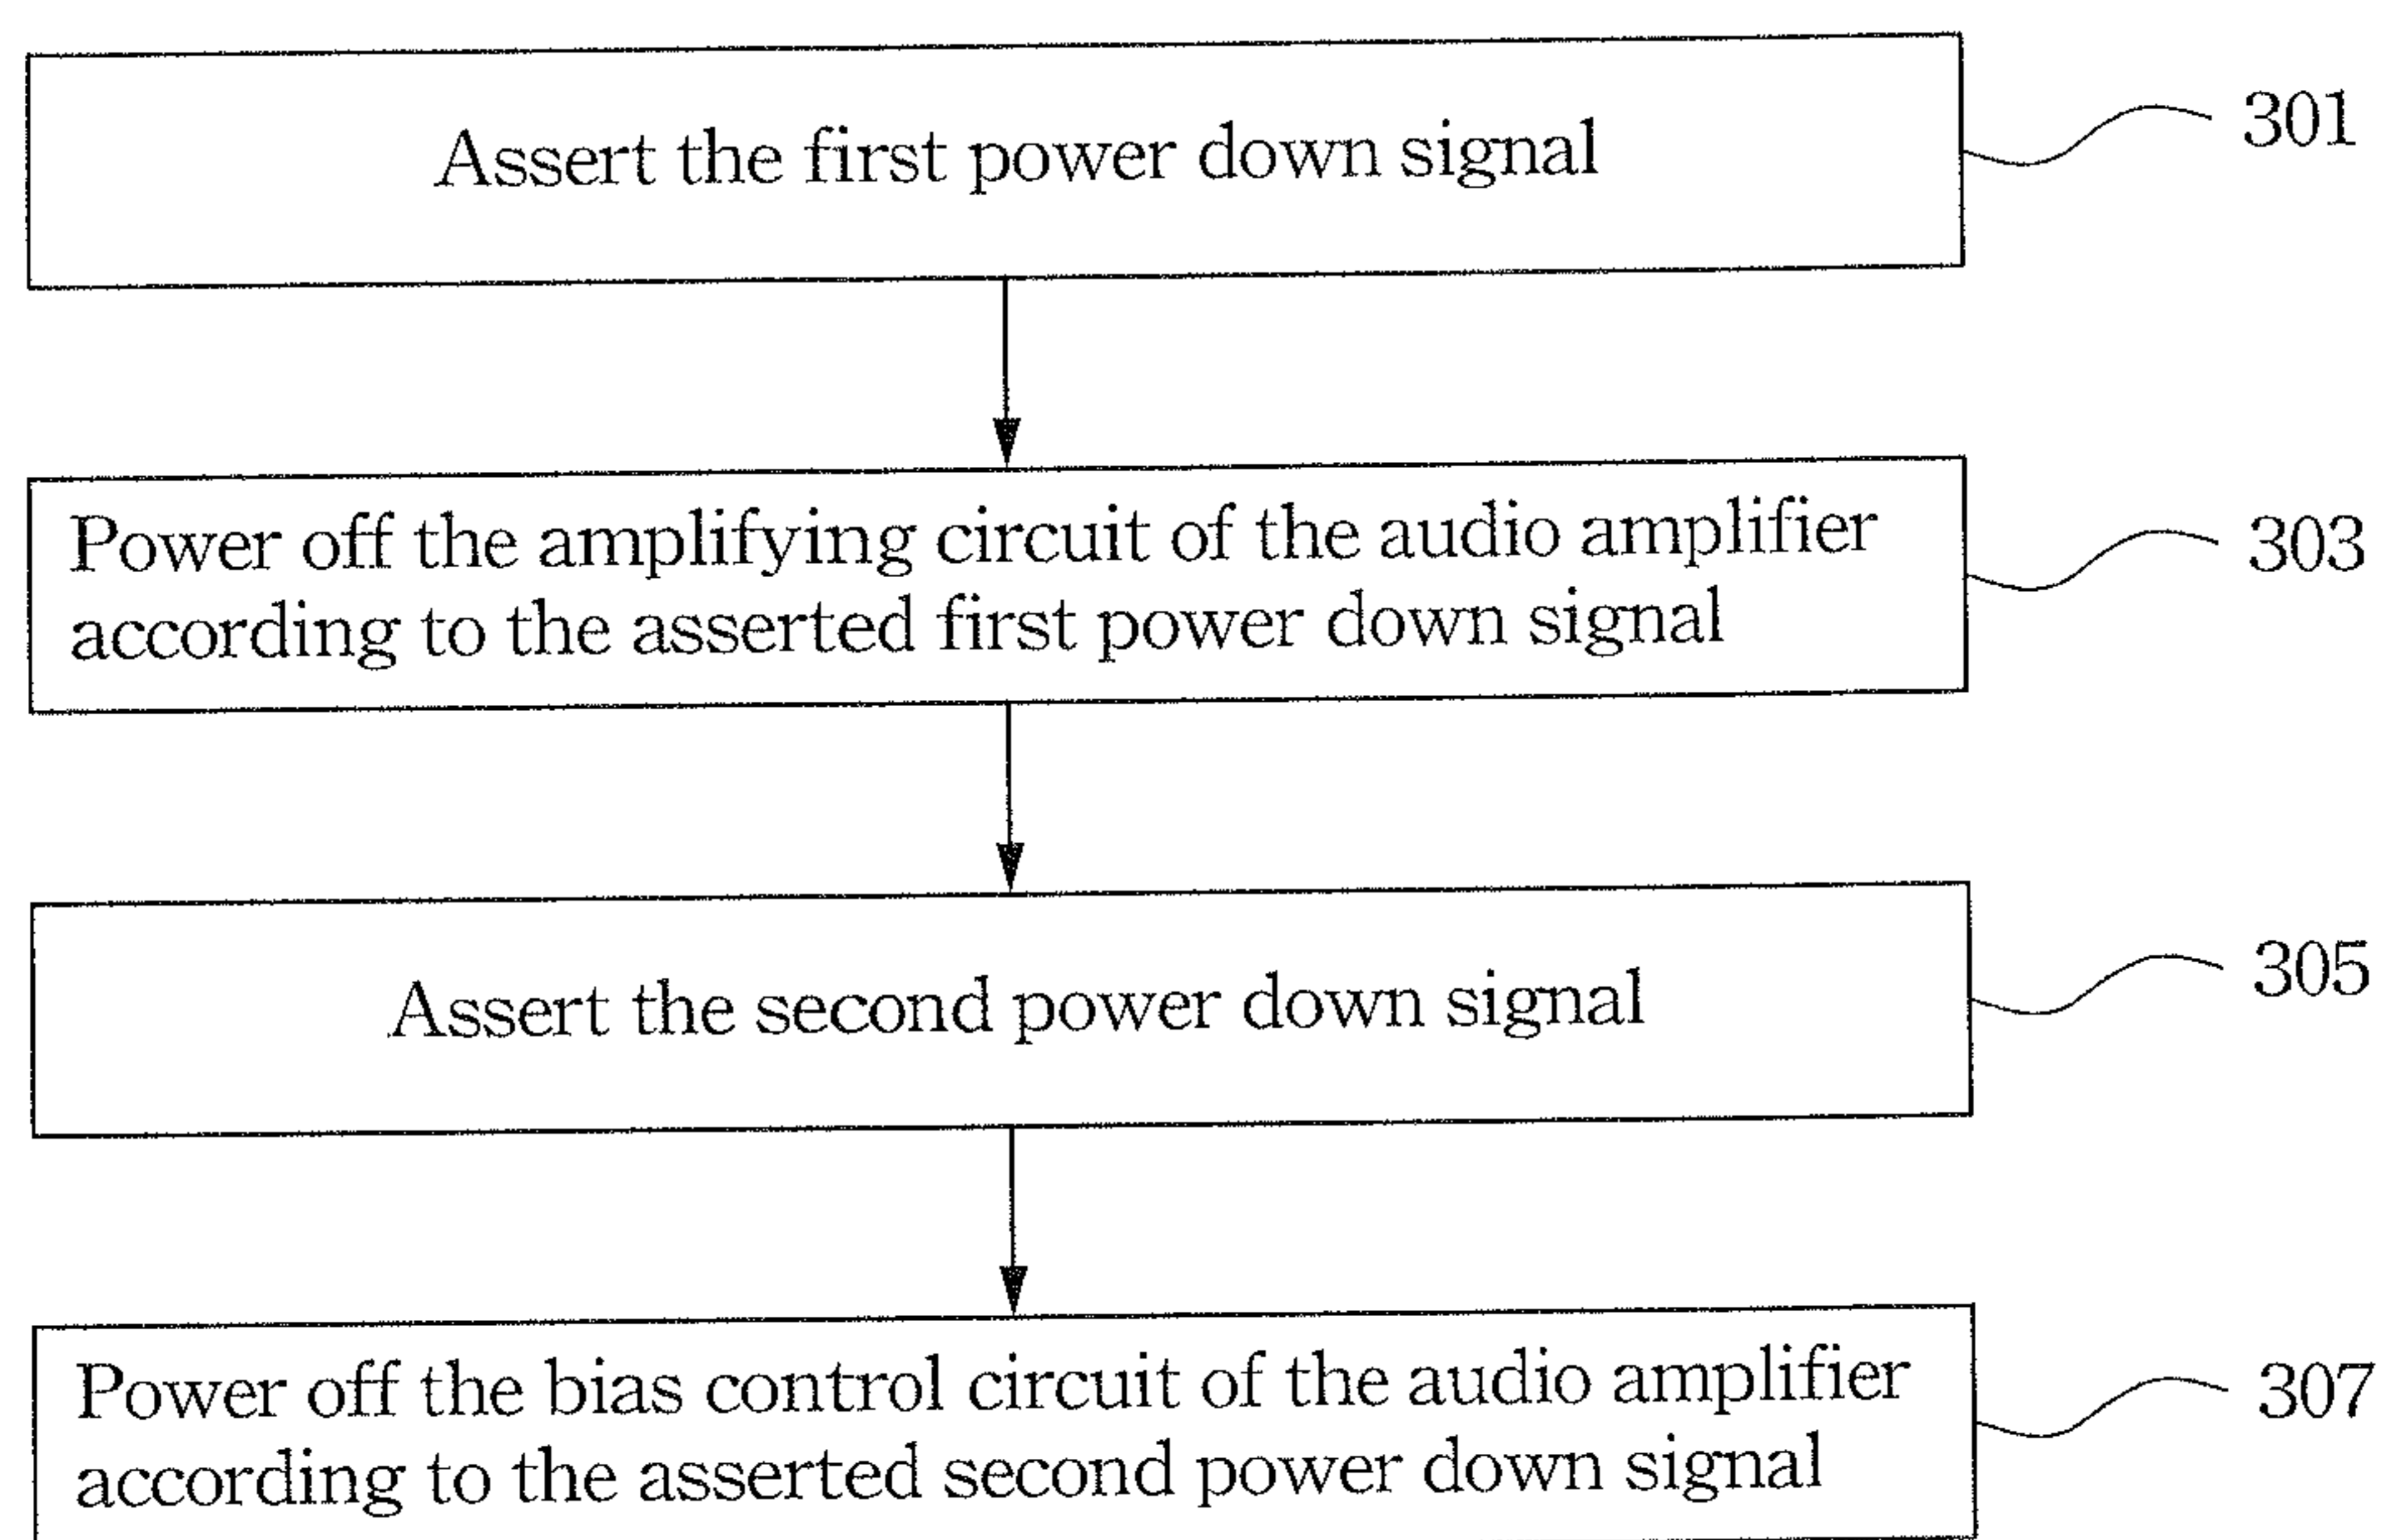 Assert the first power down signal
301
Power off the amplifying circuit of the audio amplifier
according to the asserted first power down signal
303
Assert the second power down signal
305
Power off the bias control circuit of the audio amplifier
according to the asserted second power down signal
307